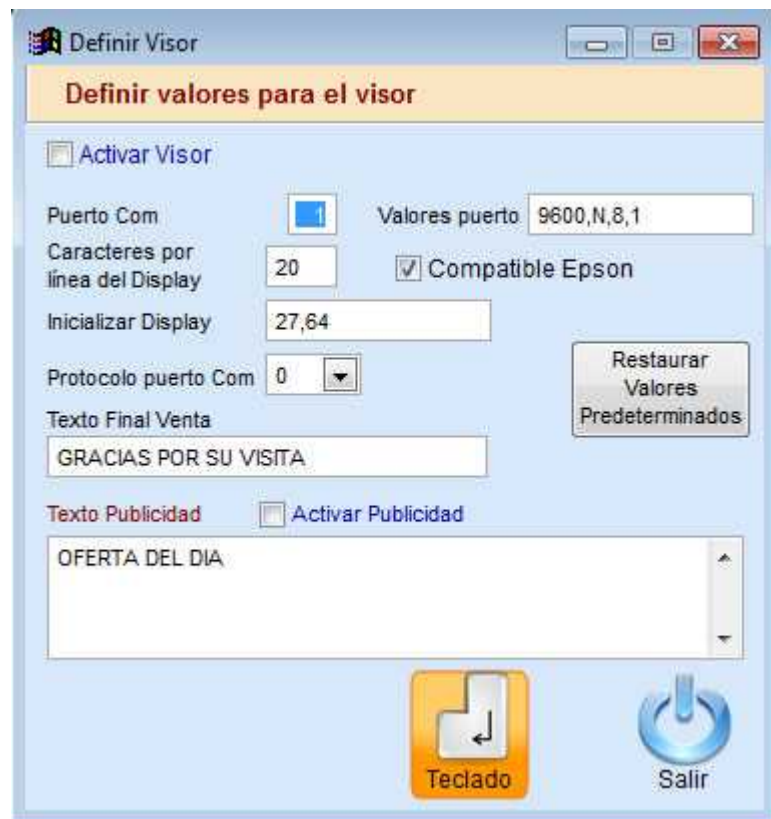 Definir Visor
Definir valores para el visor
Activar Visor
Puerto Com 1 Valores puerto 9600,N,8,1
Caracteres por
línea del Display 20 Compatible Epson
Inicializar Display 27,64
Protocolo puerto Com 0
Restaurar
Valores
Predeterminados
Texto Final Venta
GRACIAS POR SU VISITA
Texto Publicidad Activar Publicidad
OFERTA DEL DIA
Teclado Salir